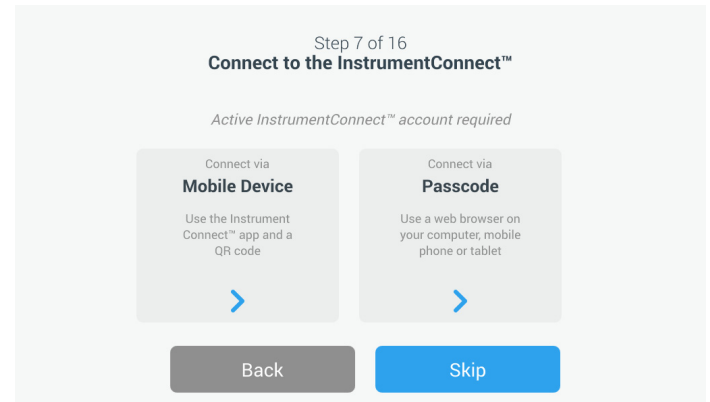 Step 7 of 16
Connect to the InstrumentConnect™
Active InstrumentConnect™ account required
Connect via
Mobile Device
Use the Instrument
Connect™ app and a
QR code
Connect via
Passcode
Use a web browser on
your computer, mobile
phone or tablet
Back
Skip